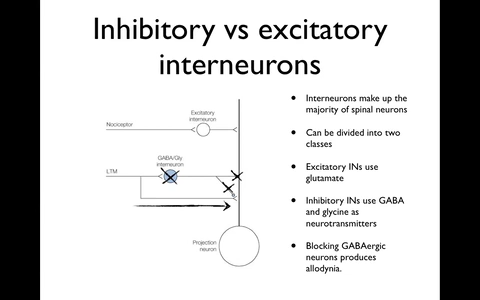 Inhibitory vs excitatory
interneurons
Excitatory
interneuron
Nociceptor
GABA/Gly
interneuron
LTM
Projection
neuron
• Interneurons make up the
majority of spinal neurons
• Can be divided into two
classes
• Excitatory INs use
glutamate
• Inhibitory INs use GABA
and glycine as
neurotransmitters
• Blocking GABAergic
neurons produces
allodynia.